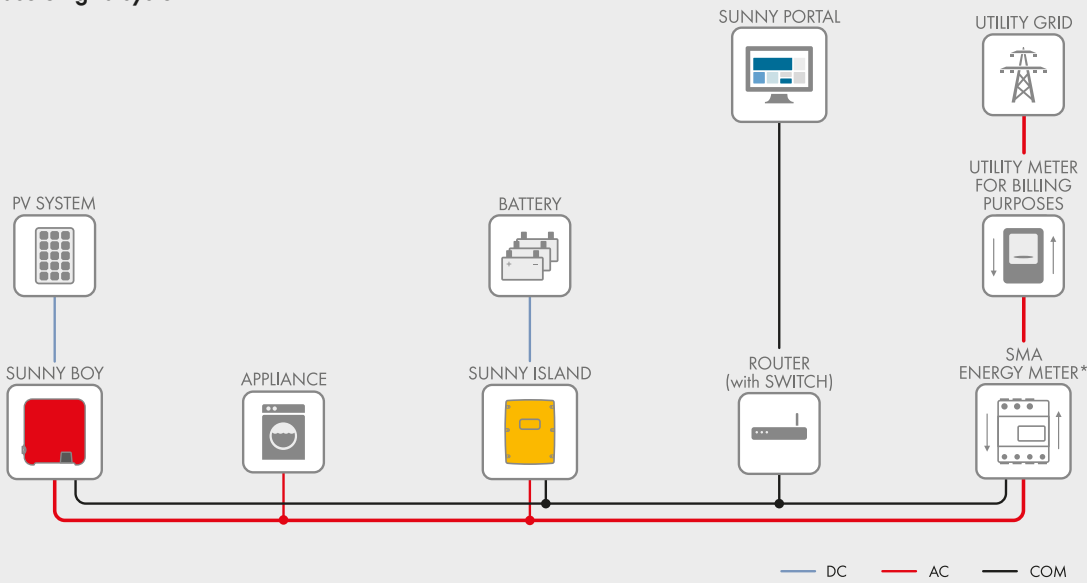 SUNNY PORTAL
UTILITY GRID
UTILITY METER
FOR BILLING
PURPOSES
PV SYSTEM
BATTERY
SUNNY BOY
APPLIANCE
SUNNY ISLAND
ROUTER
(with SWITCH)
SMA
ENERGY METER*
DC
AC
COM